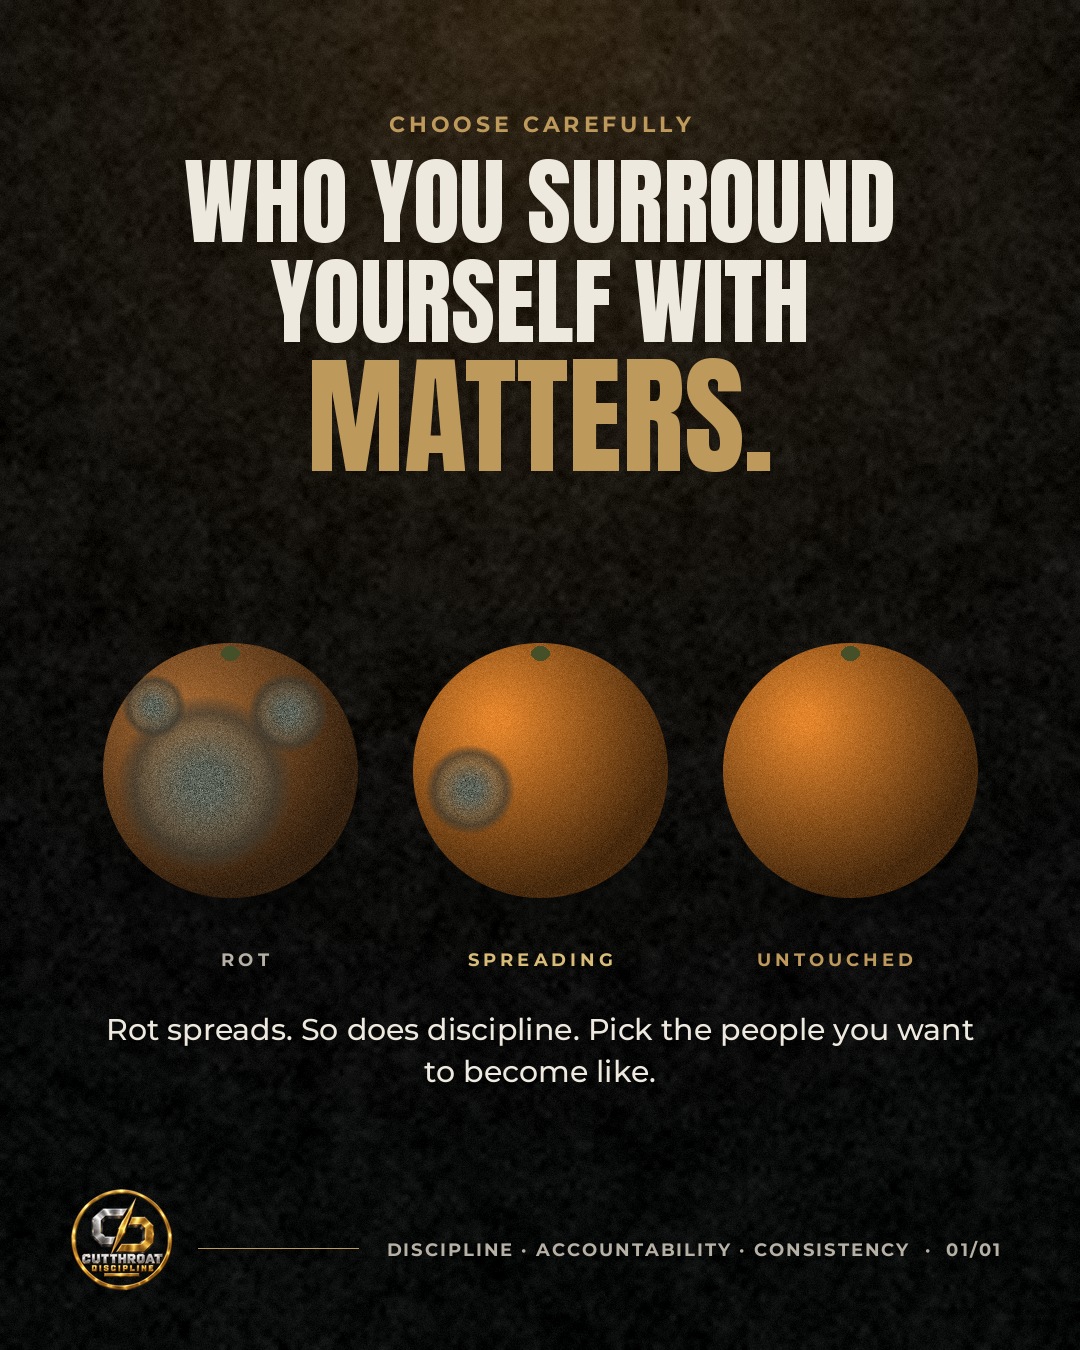 CHOOSE CAREFULLY
WHO YOU SURROUND
YOURSELF WITH
MATTERS.
ROT
SPREADING
UNTOUCHED
Rot spreads. So does discipline. Pick the people you want
to become like.
CUTTHROAT
DISCIPLINE
DISCIPLINE · ACCOUNTABILITY · CONSISTENCY · 01/01